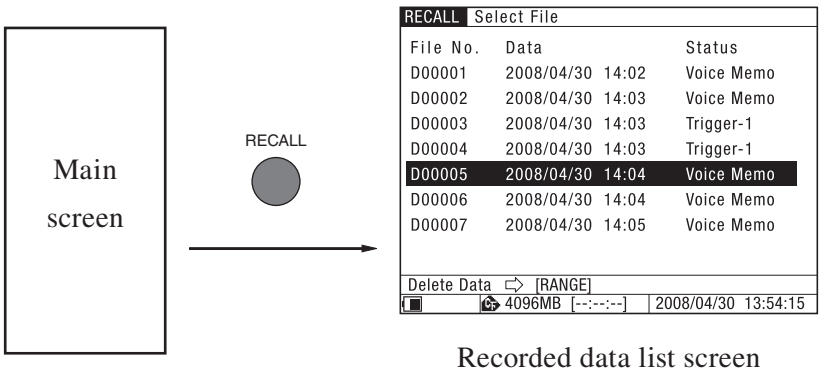 RECALL Select File
File No. Data Status
D00001 2008/04/30 14:02 Voice Memo
D00002 2008/04/30 14:03 Voice Memo
D00003 2008/04/30 14:03 Trigger-1
D00004 2008/04/30 14:03 Trigger-1
D00005 2008/04/30 14:04 Voice Memo
D00006 2008/04/30 14:04 Voice Memo
D00007 2008/04/30 14:05 Voice Memo
Delete Data ⇨ [RANGE]
CF 4096MB [--:--:--] 2008/04/30 13:54:15
Main
screen
RECALL
Recorded data list screen